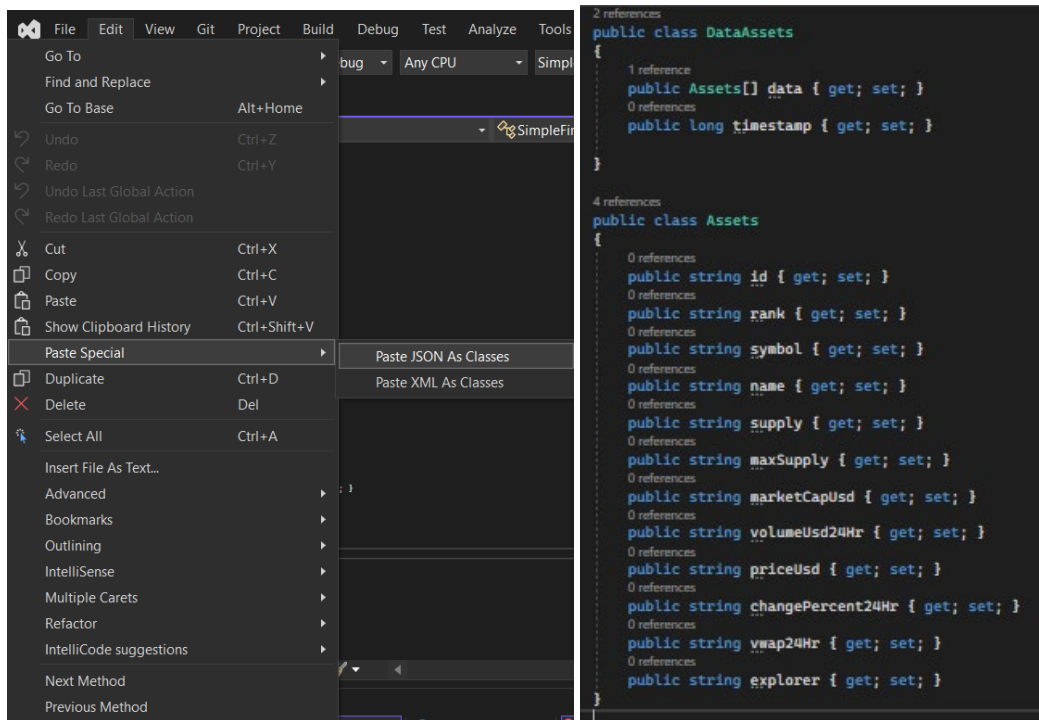 File Edit View Git Project Build Debug Test Analyze Tools
Go To
Find and Replace
Go To Base Alt+Home
Undo Ctrl+Z
Redo Ctrl+Y
Undo Last Global Action
Redo Last Global Action
Cut Ctrl+X
Copy Ctrl+C
Paste Ctrl+V
Show Clipboard History Ctrl+Shift+V
Paste Special
Duplicate Ctrl+D
Delete Del
Select All Ctrl+A
Insert File As Text...
Advanced
Bookmarks
Outlining
IntelliSense
Multiple Carets
Refactor
IntelliCode suggestions
Next Method
Previous Method
Paste JSON As Classes
Paste XML As Classes
bug Any CPU Simpl
SimpleFir
; }
2 references
public class DataAssets
{
1 reference
public Assets[] data { get; set; }
0 references
public long timestamp { get; set; }
}
4 references
public class Assets
{
0 references
public string id { get; set; }
0 references
public string rank { get; set; }
0 references
public string symbol { get; set; }
0 references
public string name { get; set; }
0 references
public string supply { get; set; }
0 references
public string maxSupply { get; set; }
0 references
public string marketCapUsd { get; set; }
0 references
public string volumeUsd24Hr { get; set; }
0 references
public string priceUsd { get; set; }
0 references
public string changePercent24Hr { get; set; }
0 references
public string vwap24Hr { get; set; }
0 references
public string explorer { get; set; }
}